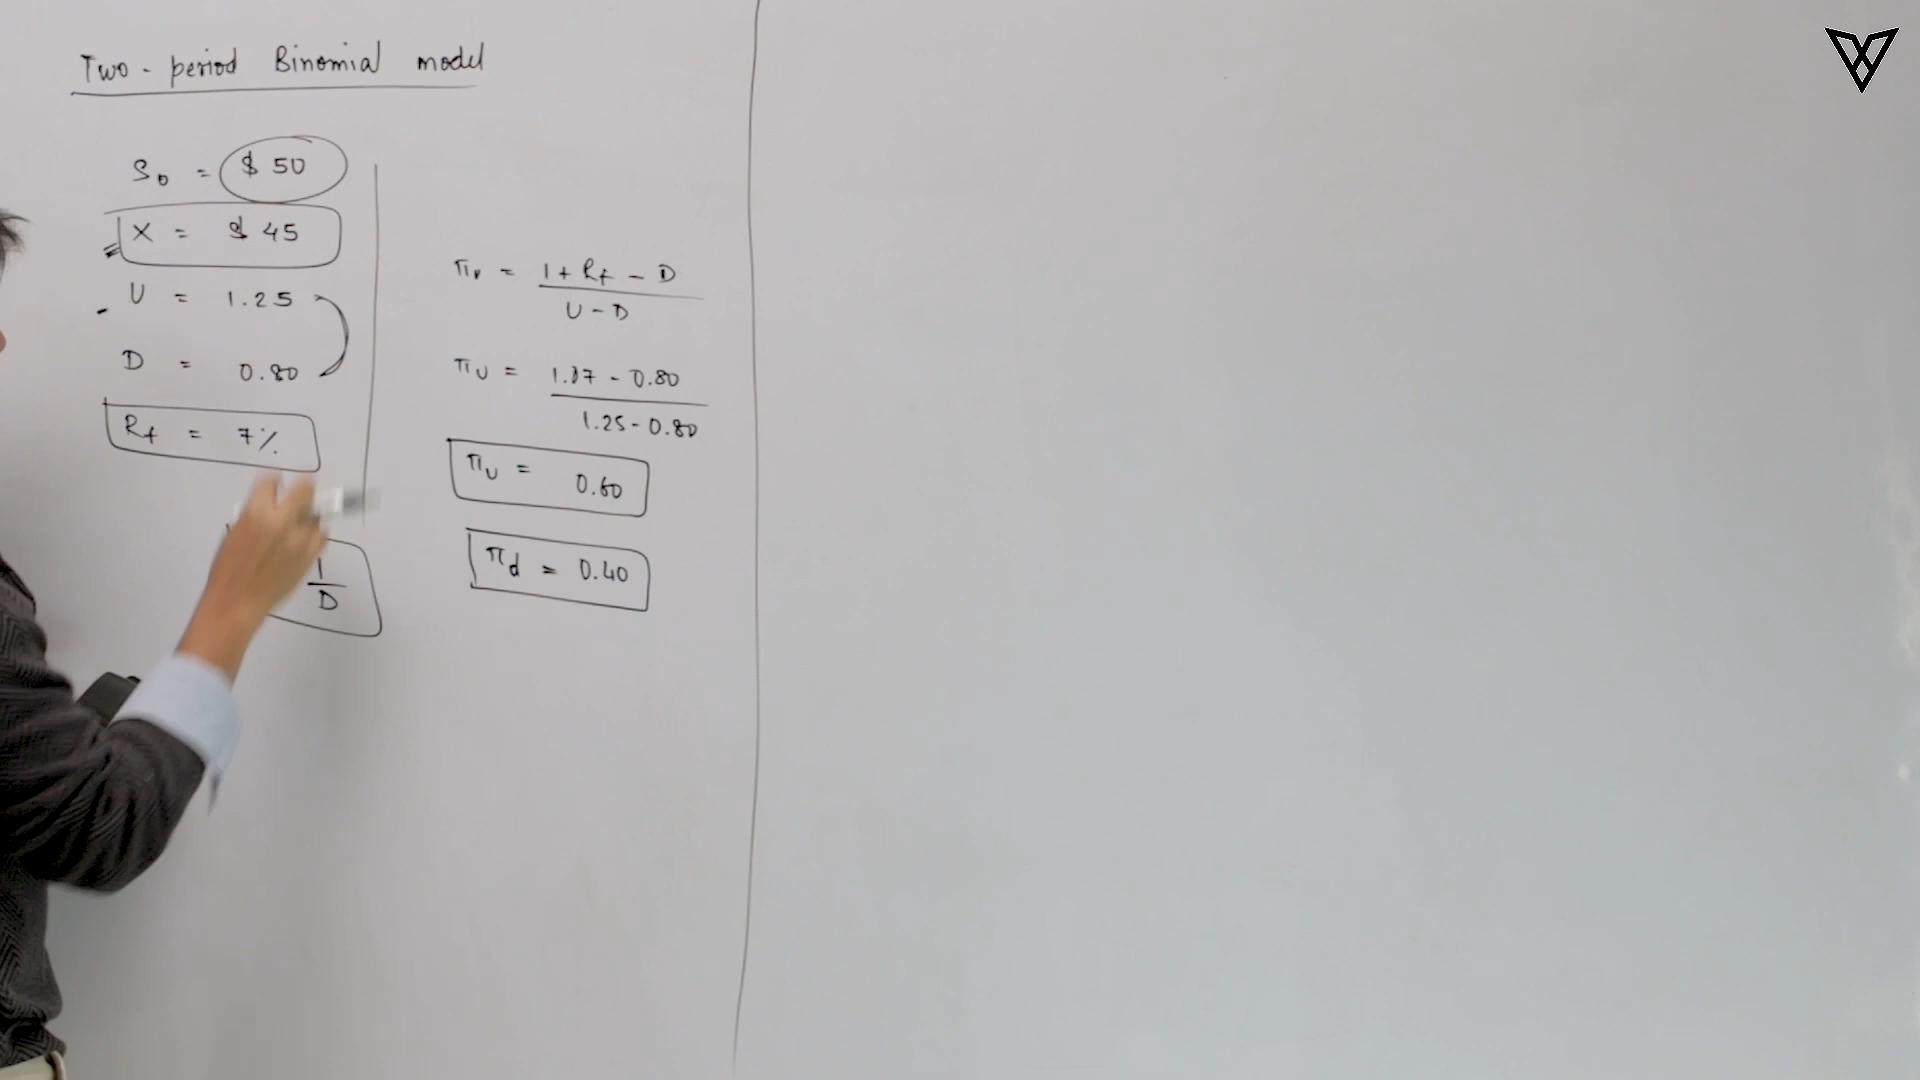 Two - period Binomial model
S0 = $ 50
X = $ 45
U = 1.25
D = 0.80
Rf = 7%
1
D
πu = 1 + Rf - D
U - D
πU = 1.07 - 0.80
1.25 - 0.80
πU = 0.60
πd = 0.40